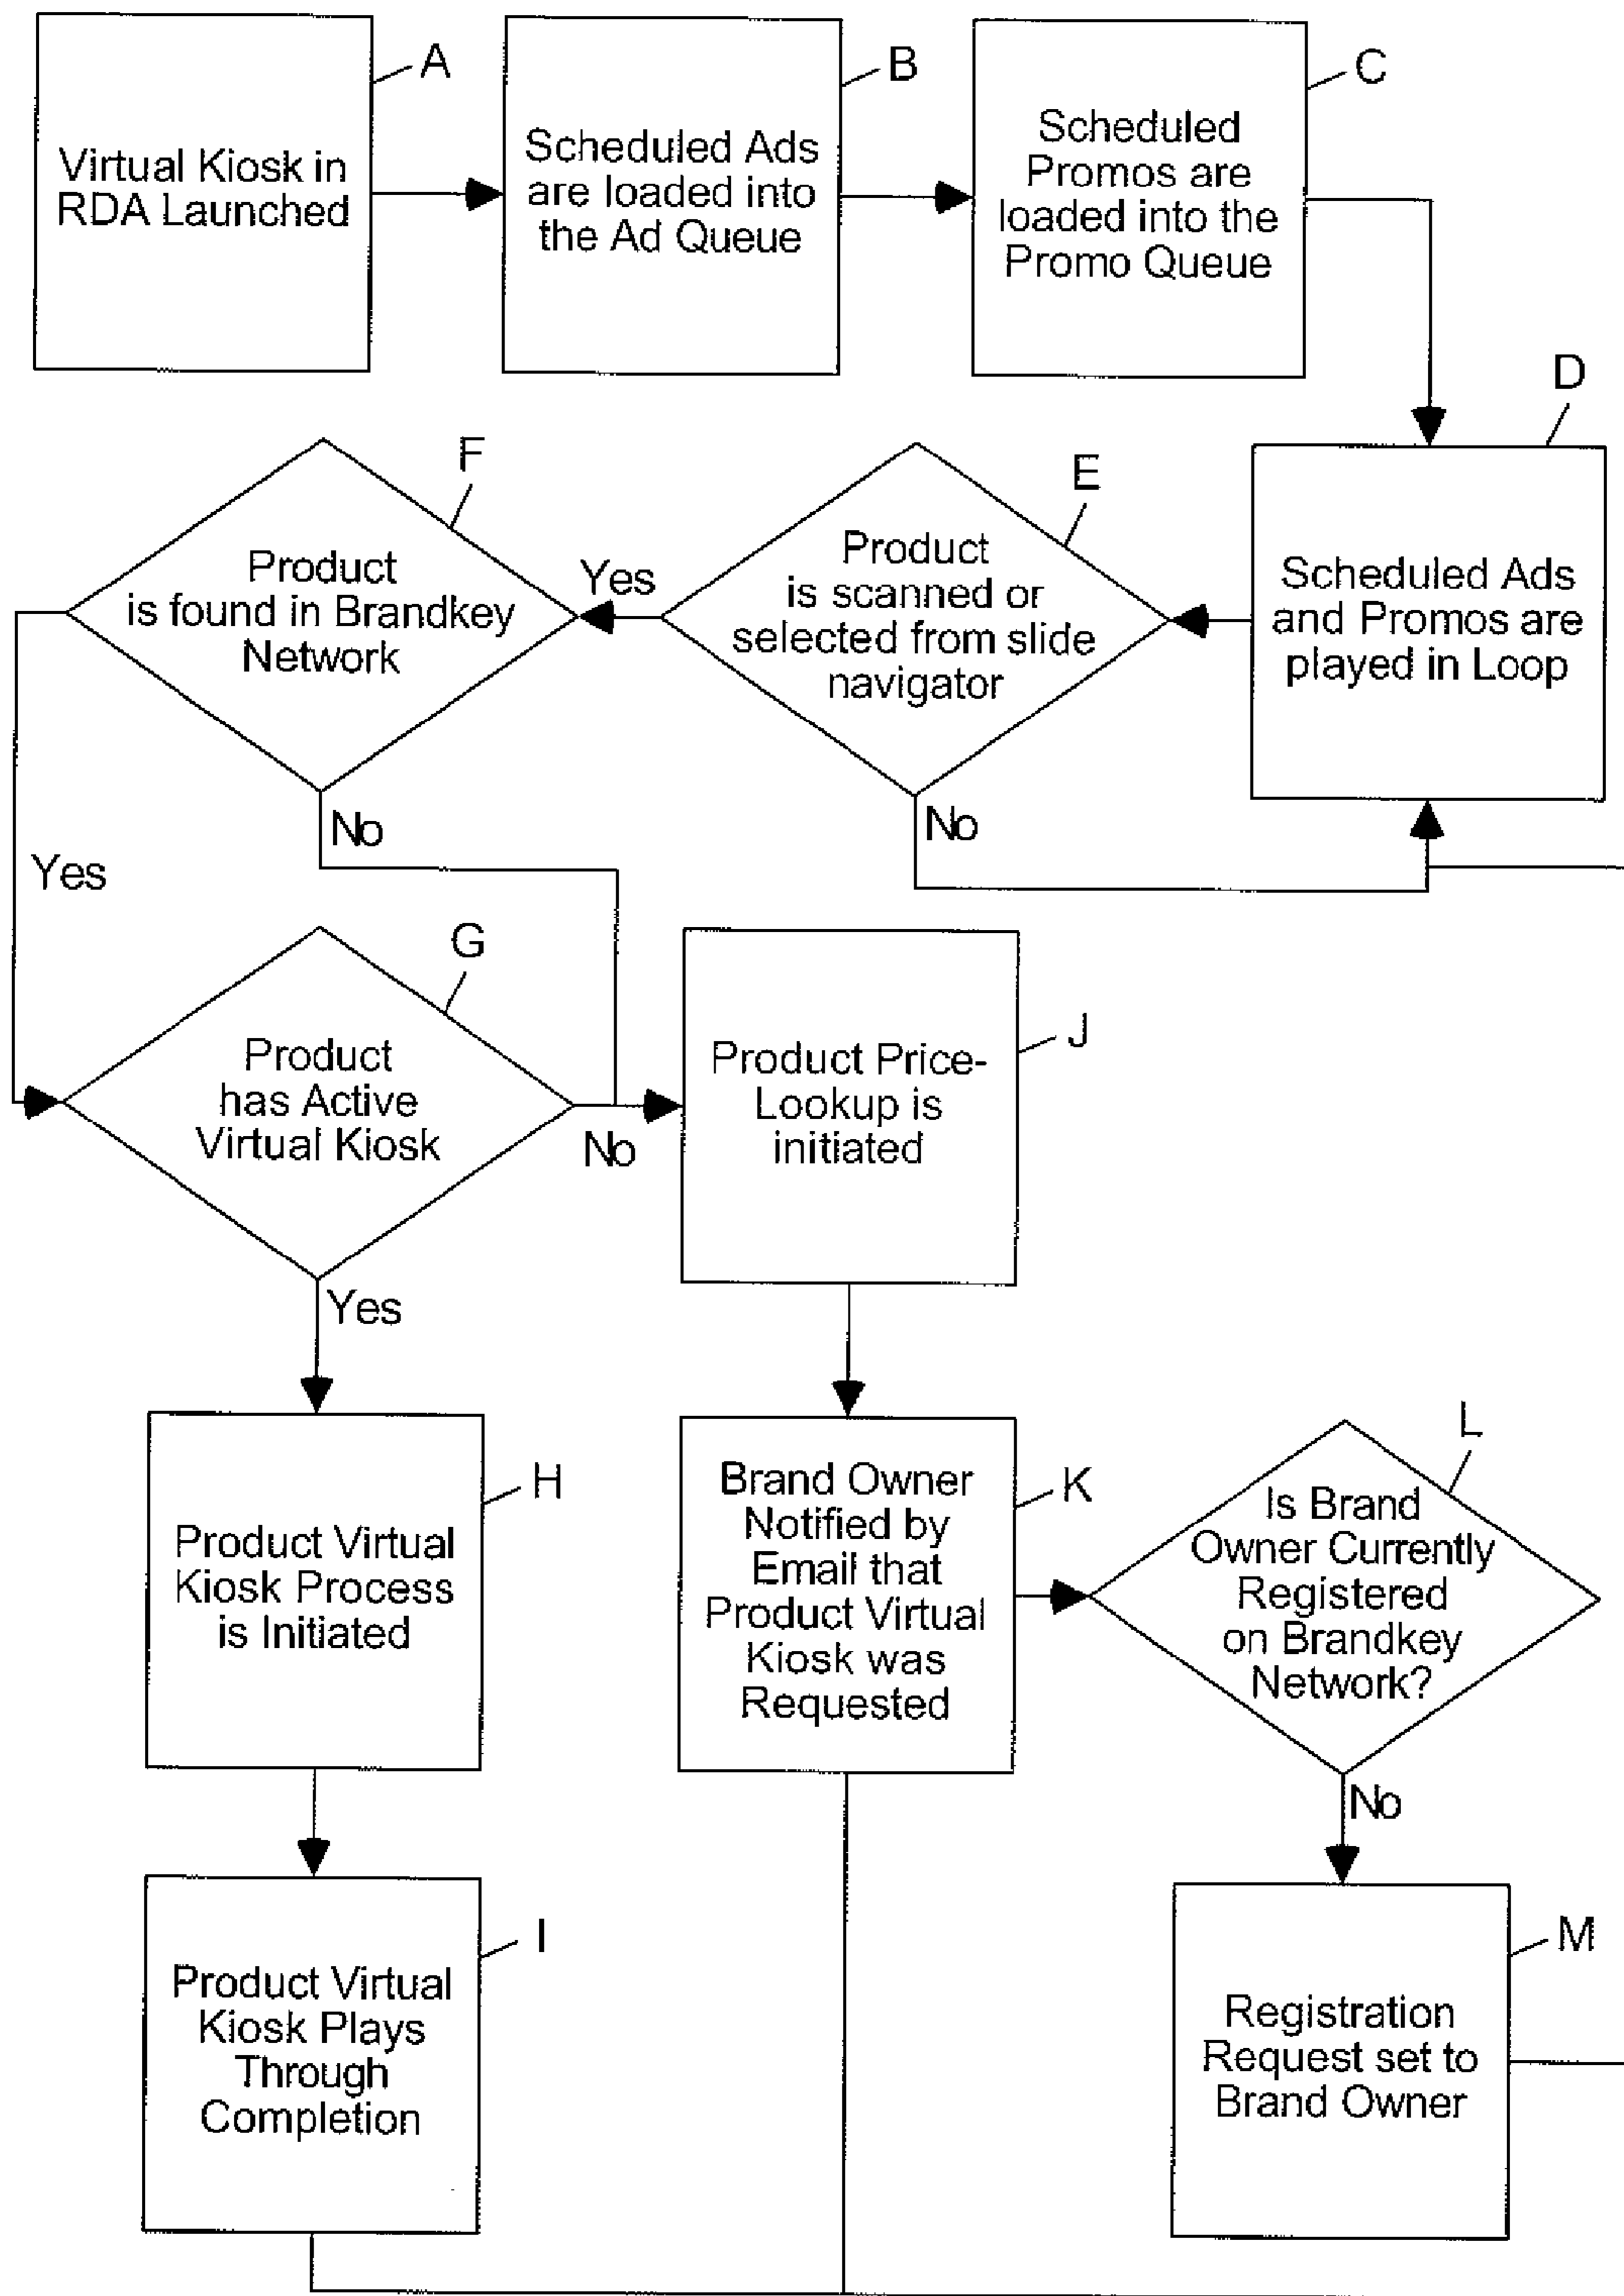 A
Virtual Kiosk in
RDA Launched
B
Scheduled Ads
are loaded into
the Ad Queue
C
Scheduled
Promos are
loaded into the
Promo Queue
D
Scheduled Ads
and Promos are
played in Loop
E
Product
is scanned or
selected from slide
navigator
Yes
No
F
Product
is found in Brandkey
Network
No
Yes
G
Product
has Active
Virtual Kiosk
No
Yes
J
Product Price-
Lookup is
initiated
H
Product Virtual
Kiosk Process
is Initiated
K
Brand Owner
Notified by
Email that
Product Virtual
Kiosk was
Requested
L
Is Brand
Owner Currently
Registered
on Brandkey
Network?
No
I
Product Virtual
Kiosk Plays
Through
Completion
M
Registration
Request set to
Brand Owner